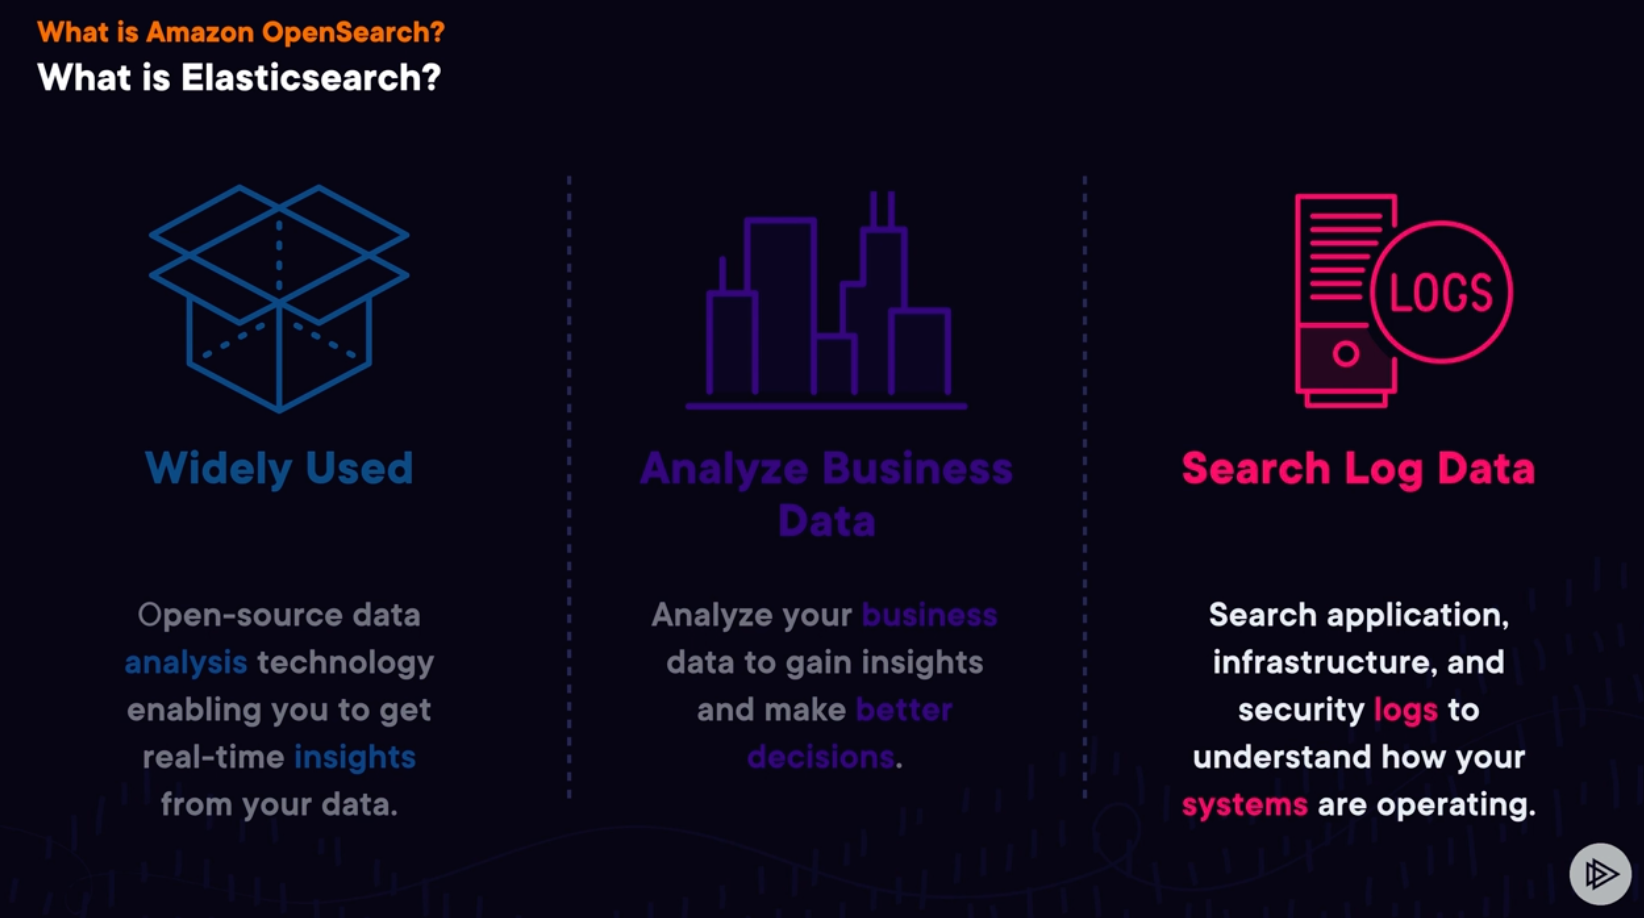 What is Amazon OpenSearch?
What is Elasticsearch?
LOGS
Widely Used
Open-source data
analysis technology
enabling you to get
real-time insights
from your data.
Analyze Business
Data
Analyze your business
data to gain insights
and make better
decisions.
Search Log Data
Search application,
infrastructure, and
security logs to
understand how your
systems are operating.